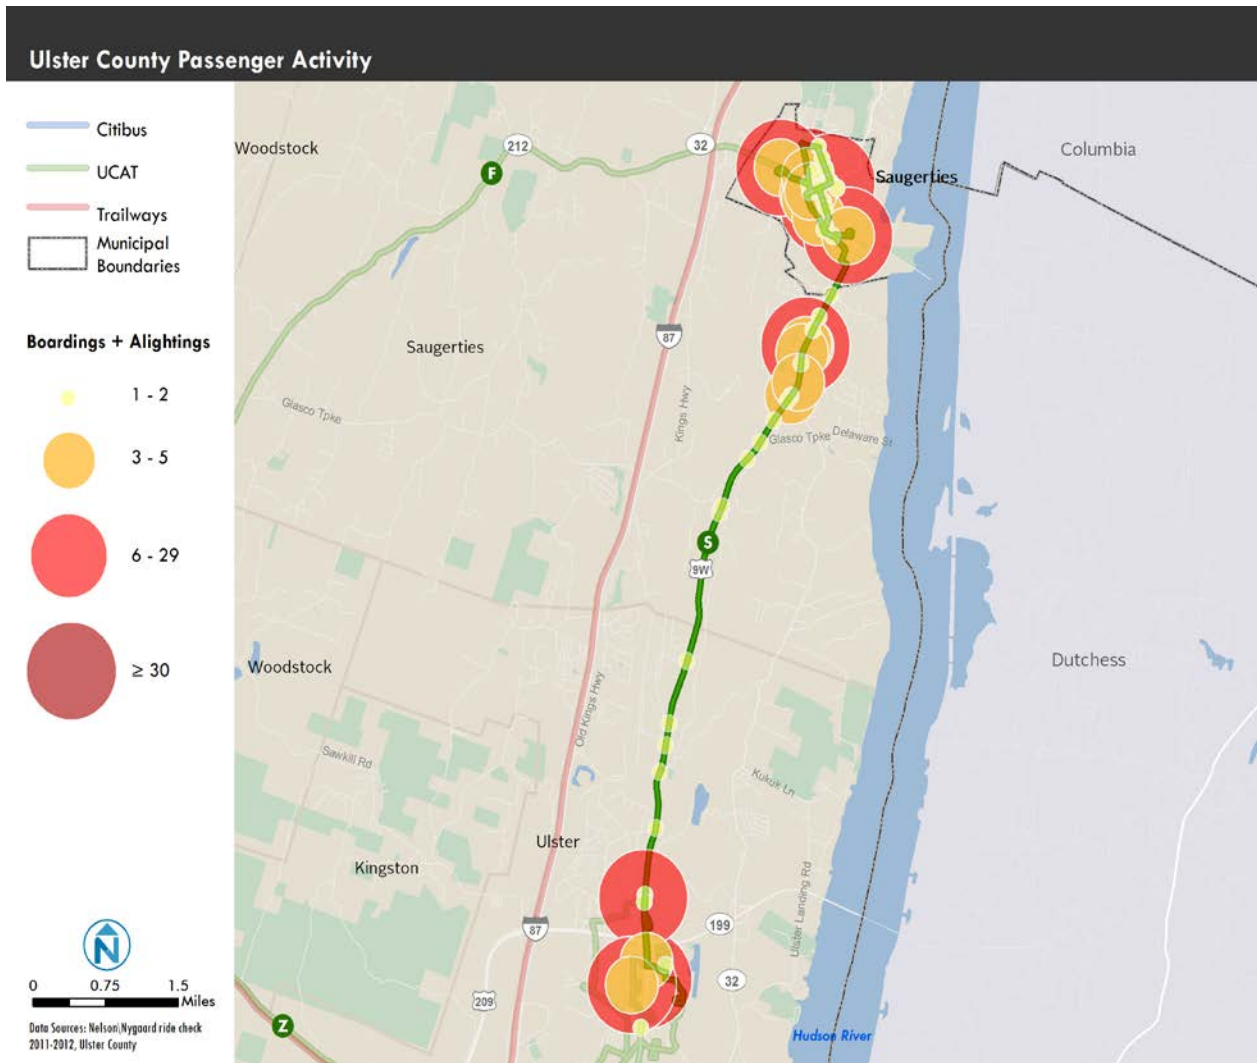 Ulster County Passenger Activity
Citibus
UCAT
Trailways
Municipal
Boundaries
Boardings + Alightings
1 - 2
3 - 5
6 - 29
≥ 30
N
0 0.75 1.5
Miles
Data Sources: Nelson\Nygaard ride check
2011-2012, Ulster County
Woodstock
212
32
Columbia
F
Saugerties
87
Saugerties
Kings Hwy
Glasco Tpke
Glasco Tpke
Delaware St
S
9W
Woodstock
Dutchess
Old Kings Hwy
Sawkill Rd
Kukuk Ln
Ulster
Kingston
Ulster Landing Rd
87
199
32
209
Z
Hudson River